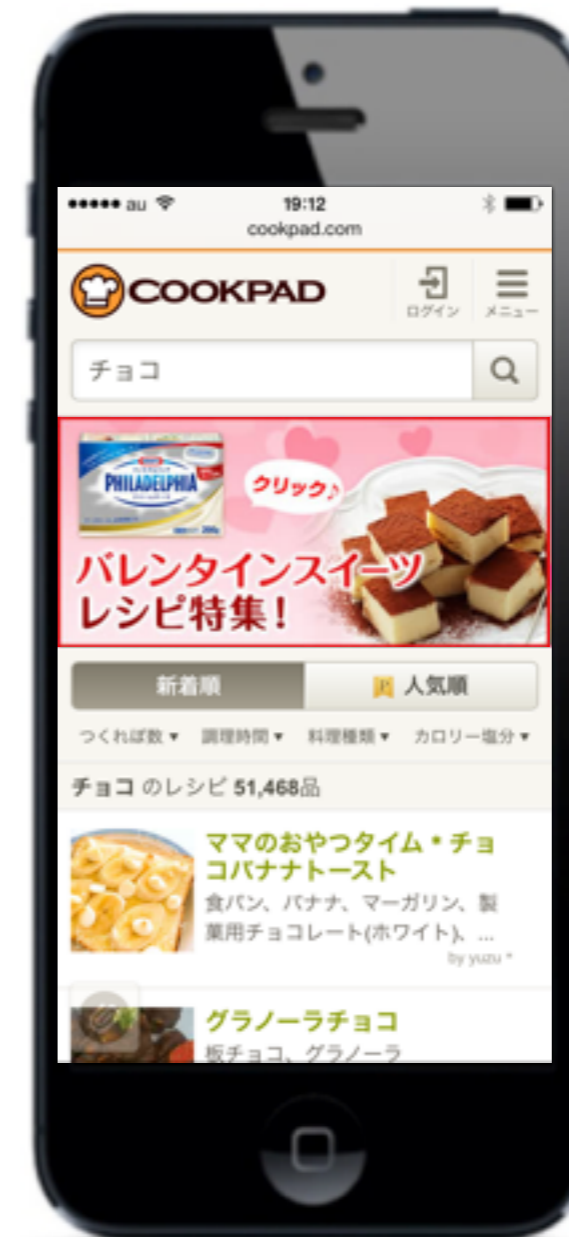 au 19:12
cookpad.com
COOKPAD
ログイン メニュー
チョコ
PHILADELPHIA
クリック♪
バレンタインスイーツ
レシピ特集！
新着順 人気順
つくれぽ数▼ 調理時間▼ 料理種類▼ カロリー塩分▼
チョコ のレシピ 51,468品
ママのおやつタイム＊チョ
コバナナトースト
食パン、バナナ、マーガリン、製
菓用チョコレート(ホワイト)、...
by yuzu *
グラノーラチョコ
板チョコ、グラノーラ